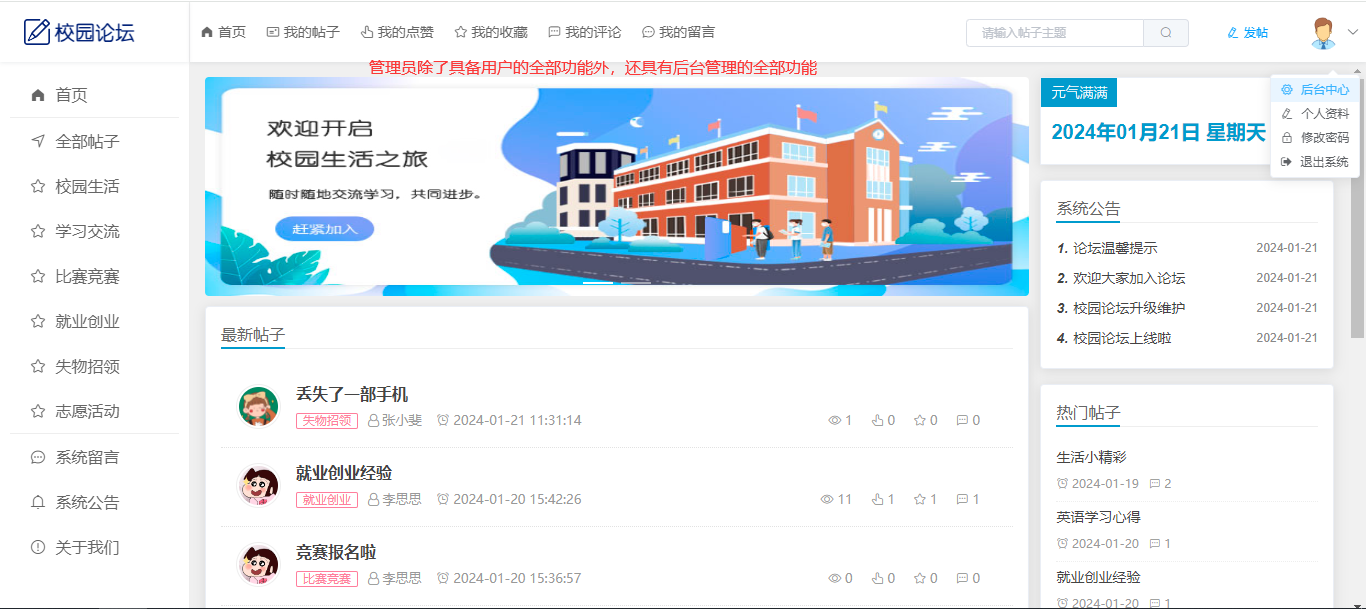 校园论坛
首页 我的帖子 我的点赞 我的收藏 我的评论 我的留言
请输入帖子主题
发帖
管理员除了具备用户的全部功能外，还具有后台管理的全部功能
首页
全部帖子
校园生活
学习交流
比赛竞赛
就业创业
失物招领
志愿活动
系统留言
系统公告
关于我们
欢迎开启
校园生活之旅
随时随地交流学习，共同进步。
赶紧加入
最新帖子
丢失了一部手机
失物招领 张小斐 2024-01-21 11:31:14 1 0 0 0
就业创业经验
就业创业 李思思 2024-01-20 15:42:26 11 1 1 1
竞赛报名啦
比赛竞赛 李思思 2024-01-20 15:36:57 0 0 0 0
元气满满
2024年01月21日 星期天
后台中心
个人资料
修改密码
退出系统
系统公告
1. 论坛温馨提示 2024-01-21
2. 欢迎大家加入论坛 2024-01-21
3. 校园论坛升级维护 2024-01-21
4. 校园论坛上线啦 2024-01-21
热门帖子
生活小精彩
2024-01-19 2
英语学习心得
2024-01-20 1
就业创业经验
2024-01-20 1